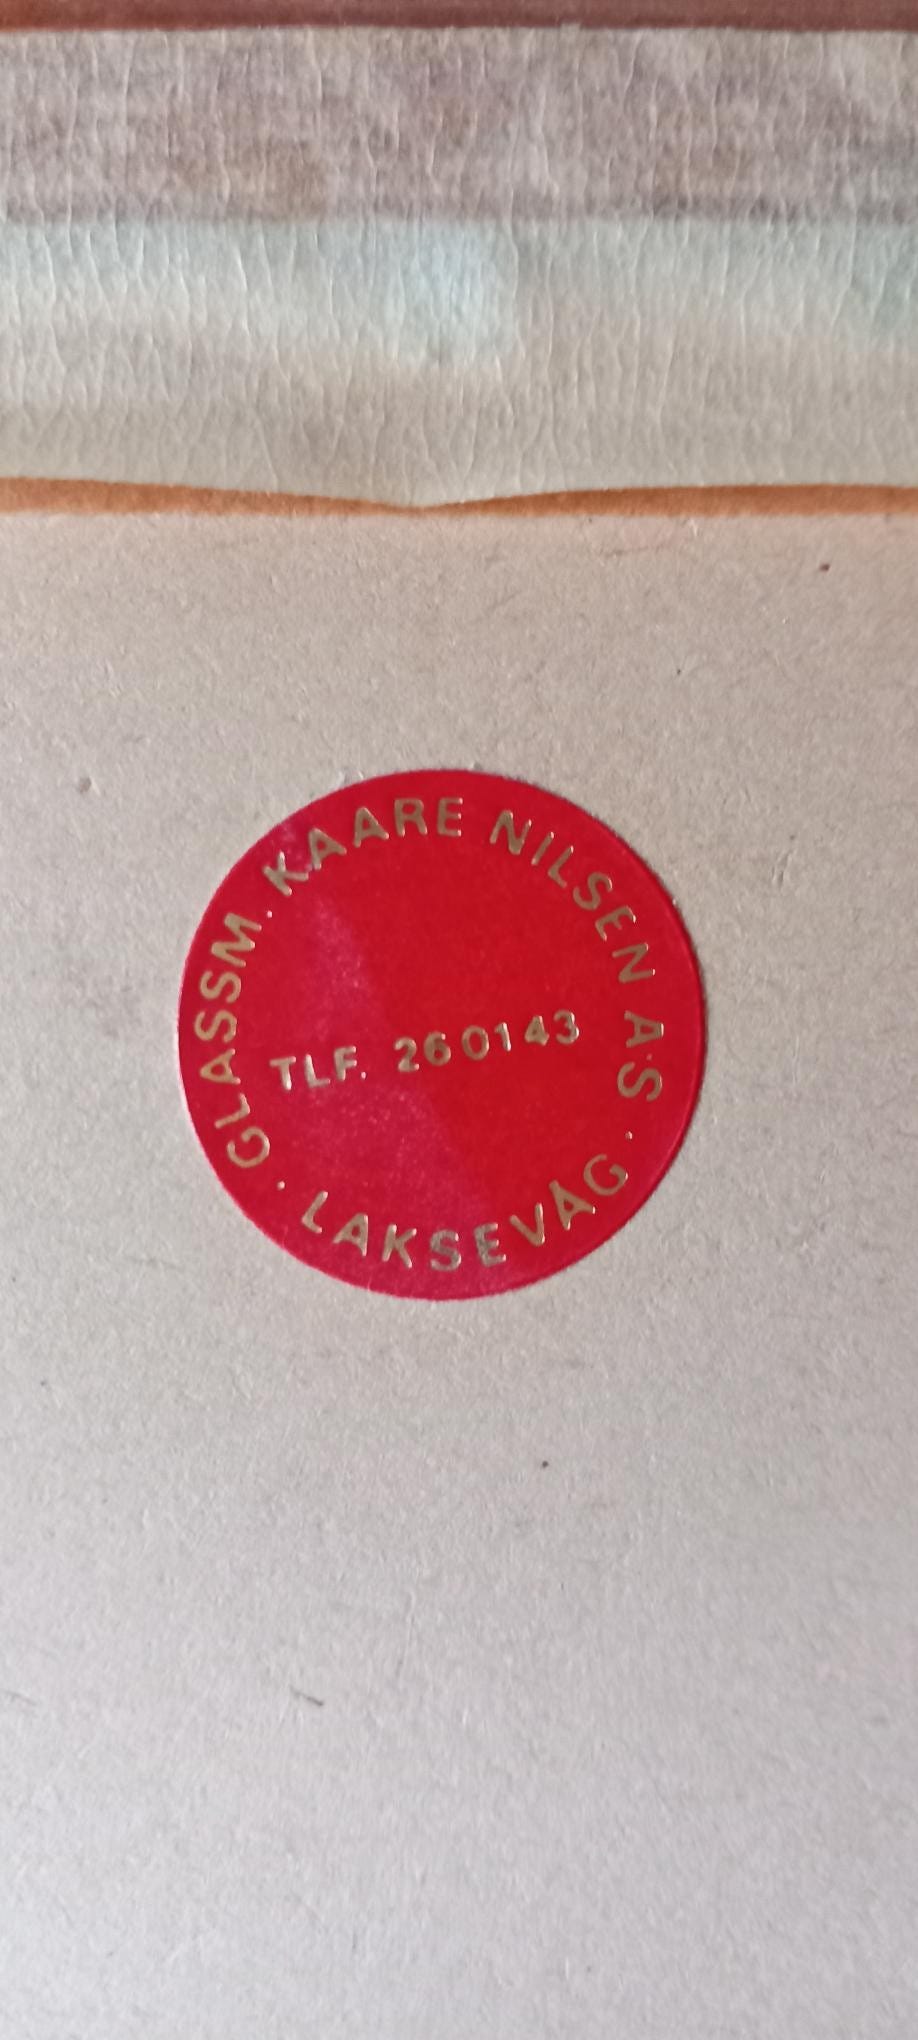 GLASSM. KAARE NILSEN A.S
TLF. 260143
· LAKSEVÅG ·